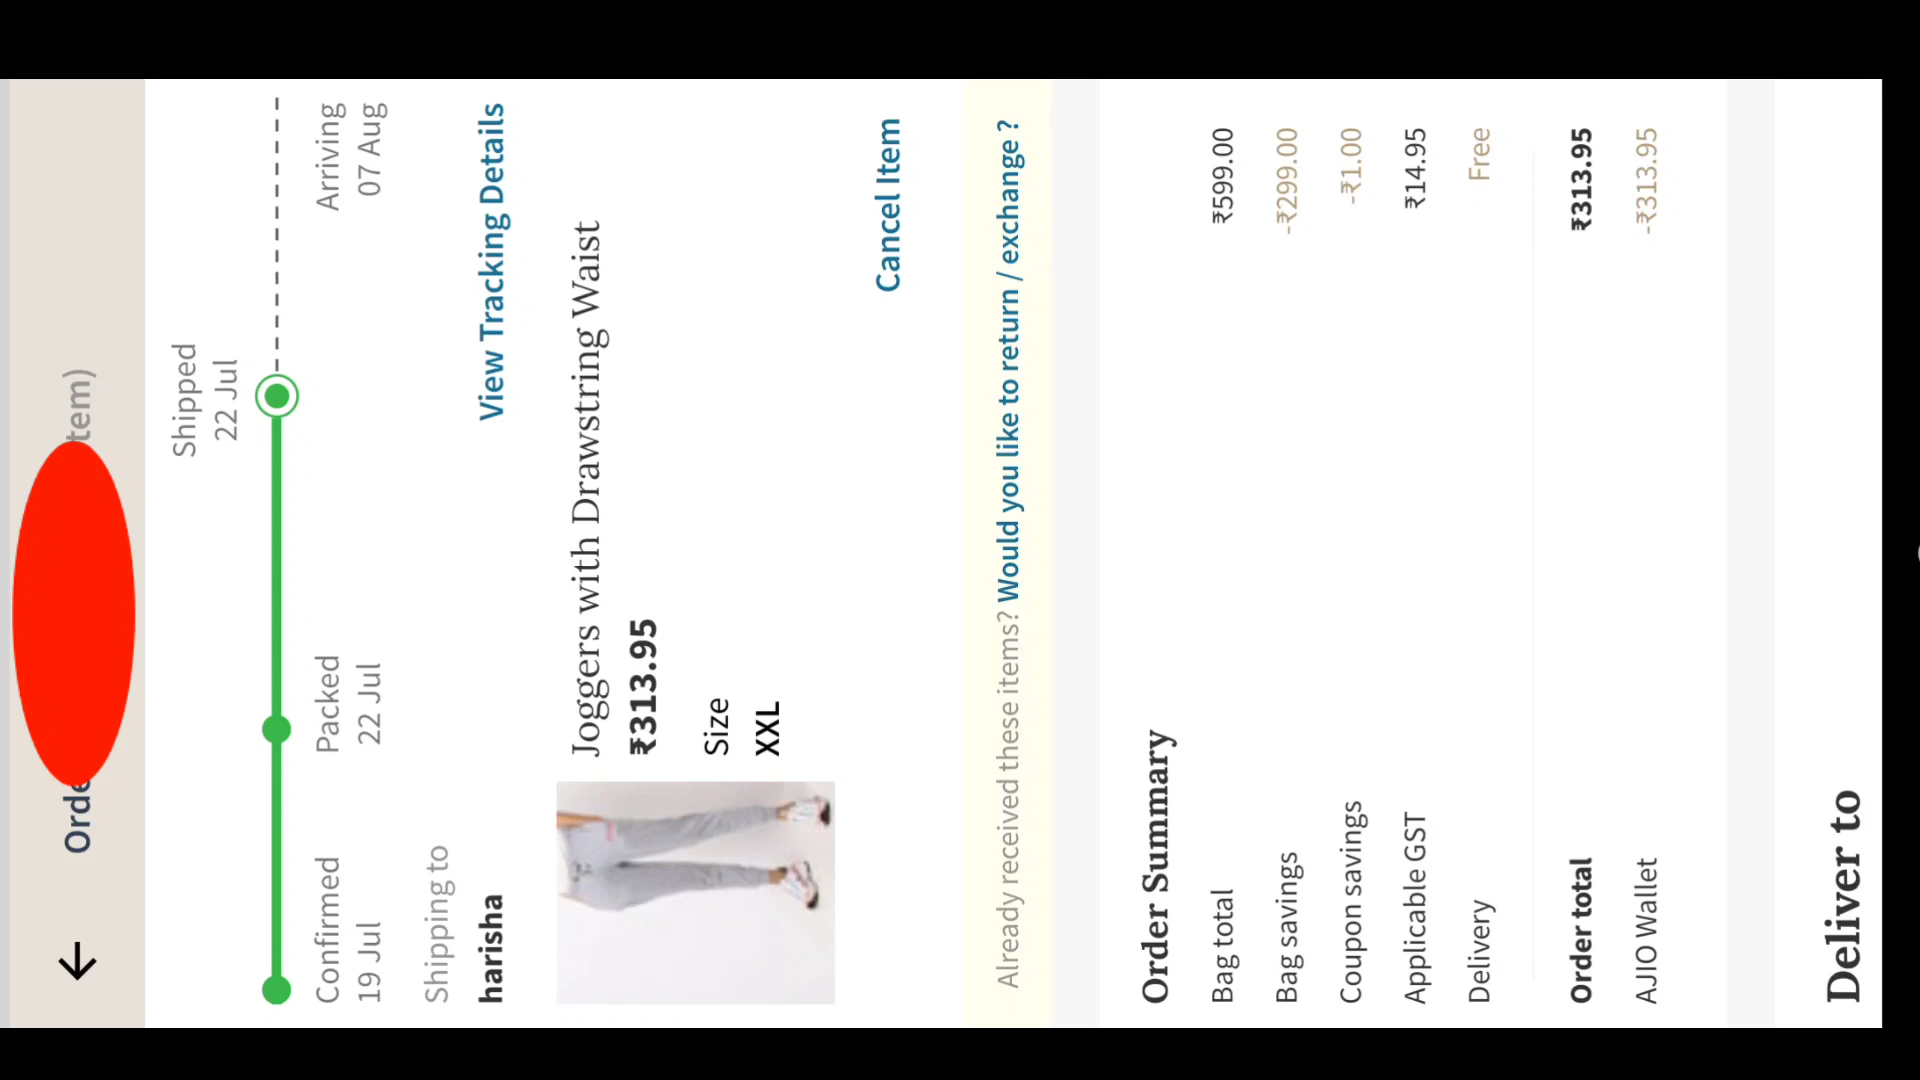 Orde tem)
Shipped
22 Jul
Confirmed
19 Jul
Packed
22 Jul
Arriving
07 Aug
Shipping to
harisha
View Tracking Details
Joggers with Drawstring Waist
₹313.95
Size
XXL
Cancel Item
Already received these items? Would you like to return / exchange ?
Order Summary
Bag total ₹599.00
Bag savings -₹299.00
Coupon savings -₹1.00
Applicable GST ₹14.95
Delivery Free
Order total ₹313.95
AJIO Wallet -₹313.95
Deliver to